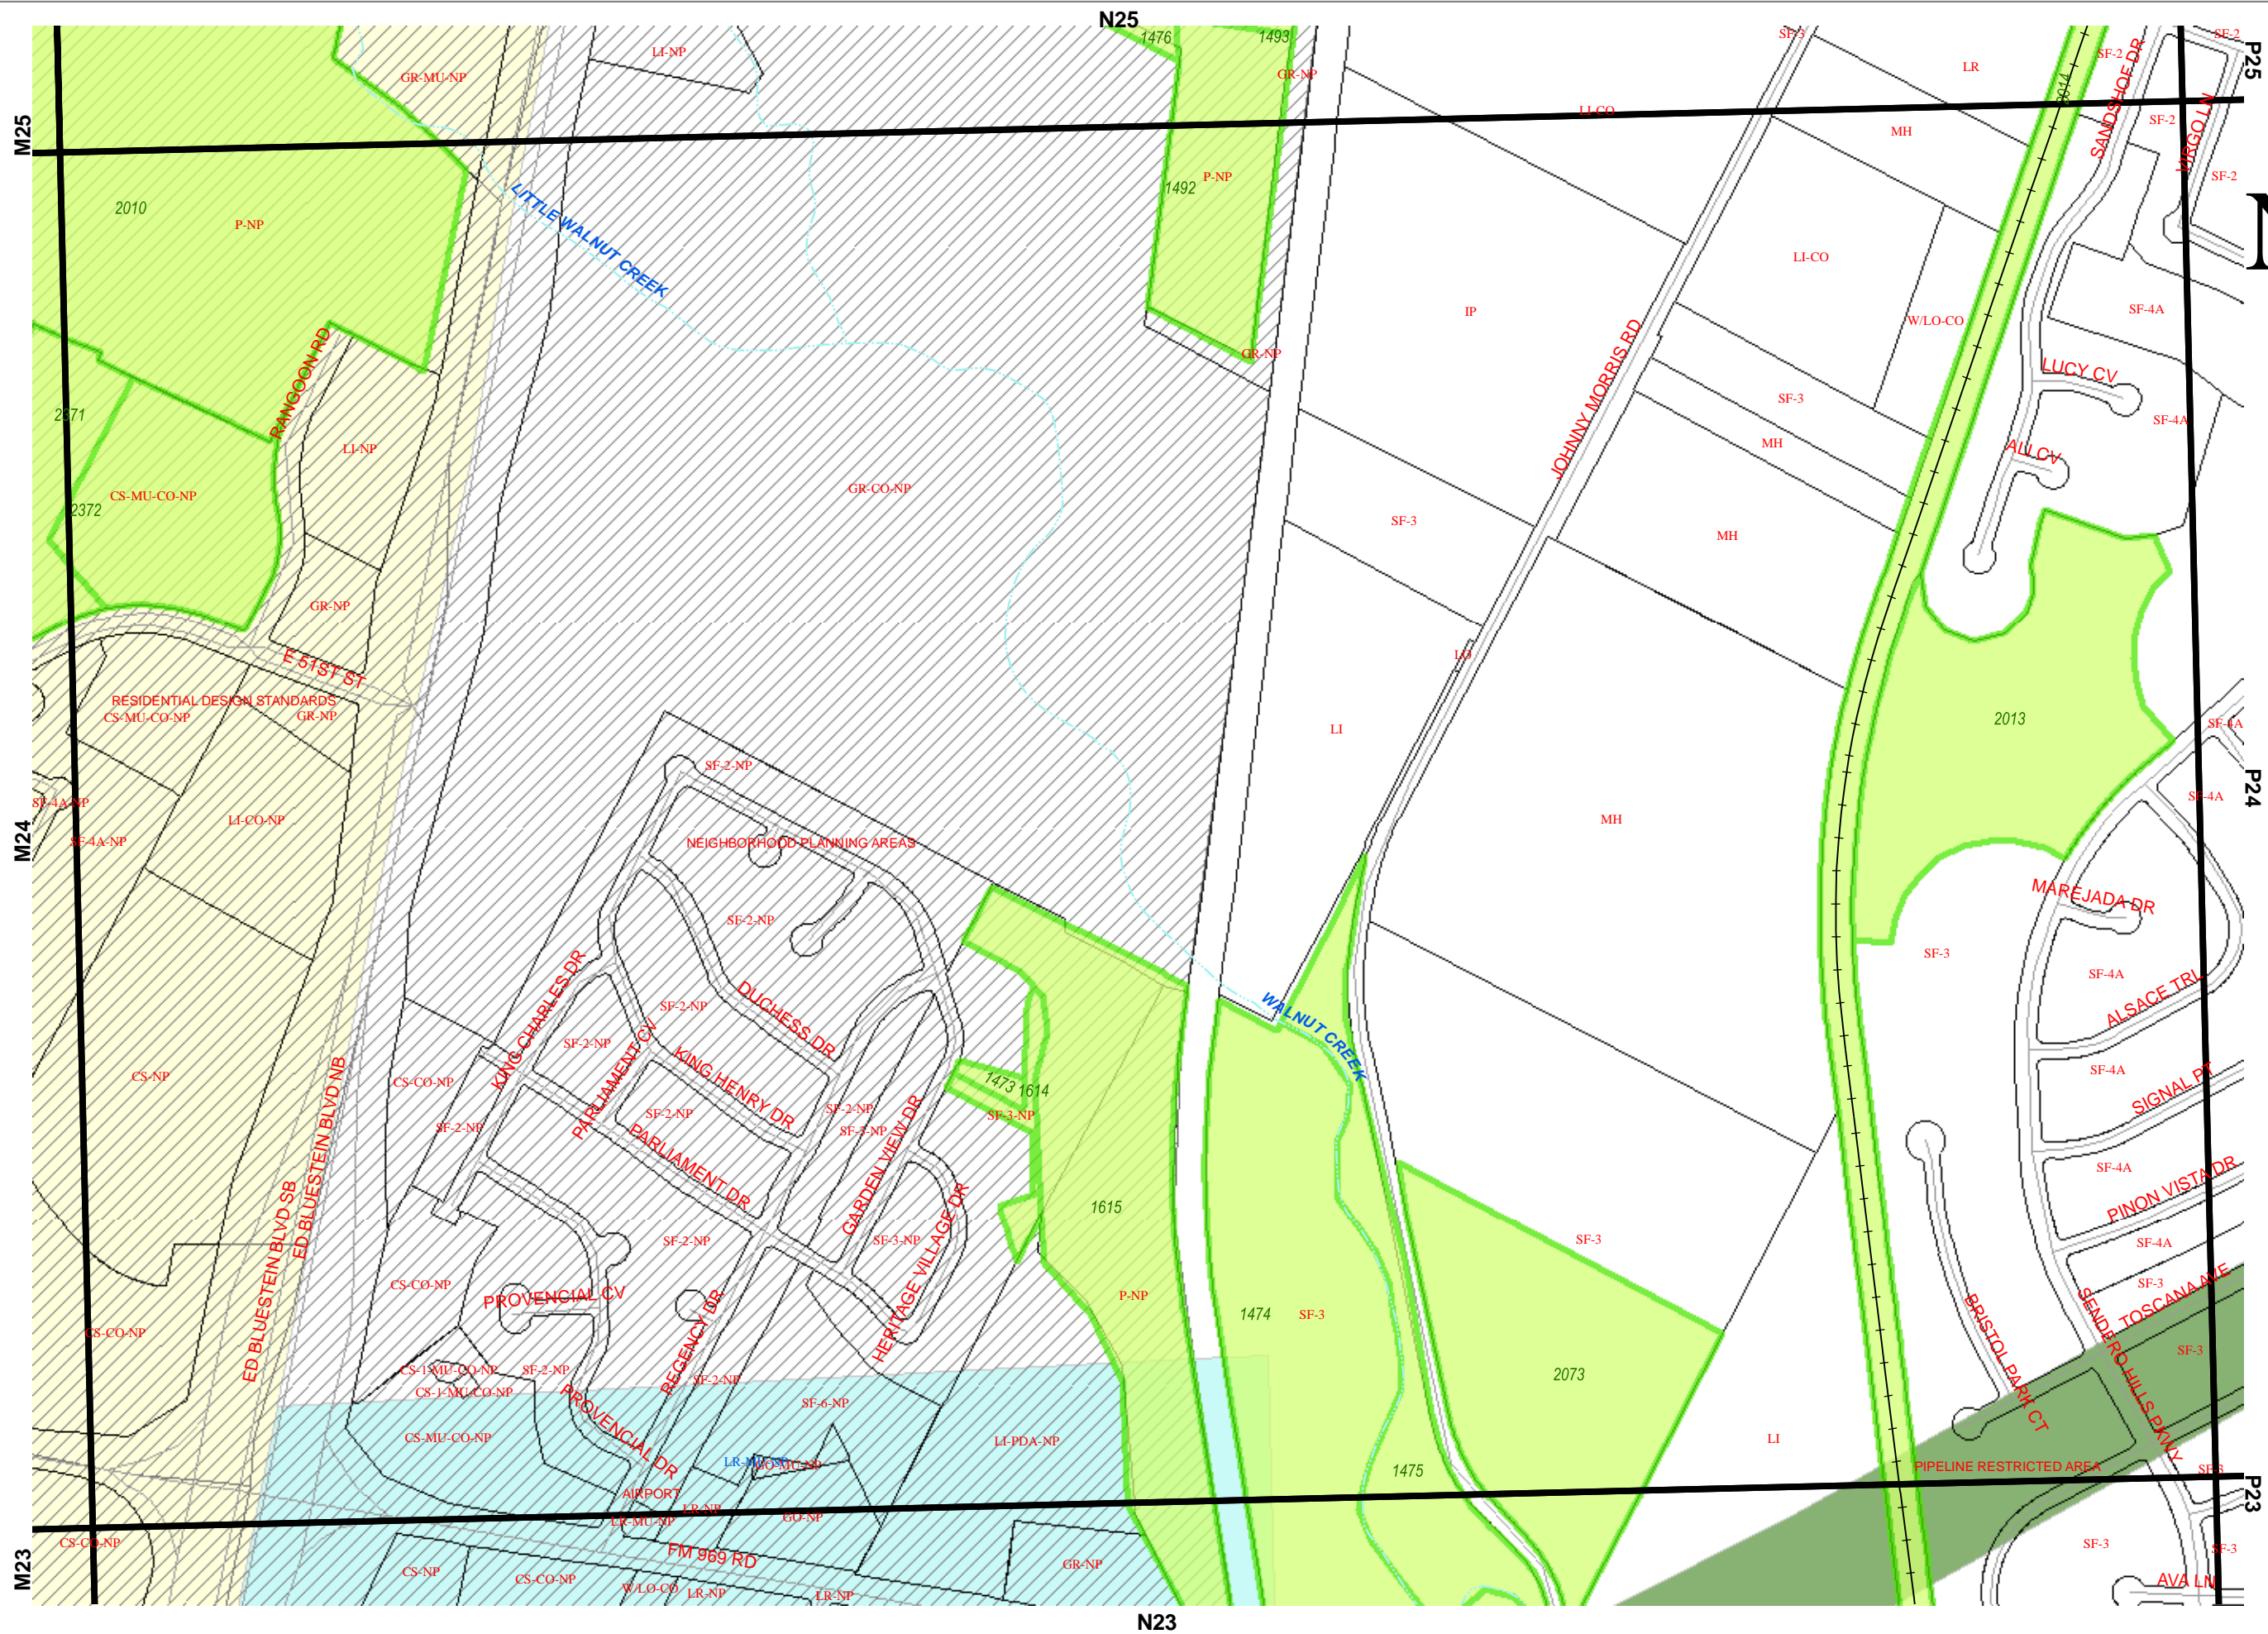 N25
1476
1493
SF-3
SF-2
LI-NP
GR-MU-NP
GR-NP
LR
SF-2
SANDSHOF DR
P25
LI-CO
MH
SF-2
VIRGO LN
M25
P-NP
1492
SF-2
2010
P-NP
LITTLE WALNUT CREEK
LI-CO
IP
W/LO-CO
SF-4A
GR-NP
RANGOON RD
JOHNNY MORRIS RD
LUCY CV
2371
SF-3
SF-4A
LI-NP
MH
ALI CV
CS-MU-CO-NP
GR-CO-NP
2372
SF-3
MH
GR-NP
E 51ST ST
LO
RESIDENTIAL DESIGN STANDARDS
CS-MU-CO-NP
GR-NP
LI
2013
SF-4A
SF-2-NP
P24
SF-4A-NP
SF-4A
LI-CO-NP
MH
M24
SF-4A-NP
NEIGHBORHOOD PLANNING AREAS
MAREJADA DR
SF-2-NP
SF-3
KING CHARLES DR
SF-4A
DUCHESS DR
SF-2-NP
WALNUT CREEK
ALSACE TRL
SF-2-NP
PARLIAMENT CV
KING HENRY DR
CS-NP
CS-CO-NP
1473
1614
SF-4A
SIGNAL PT
SF-2-NP
SF-2-NP
SF-3-NP
SF-2-NP
SF-3-NP
GARDEN VIEW DR
PARLIAMENT DR
ED BLUESTEIN BLVD NB
SF-4A
PINON VISTA DR
1615
HERITAGE VILLAGE DR
SF-2-NP
SF-3-NP
SF-3
SF-4A
ED BLUESTEIN BLVD SB
CS-CO-NP
PROVENCIAL CV
P-NP
SF-3
TOSCANA AVE
1474
SF-3
CS-CO-NP
REGENCY DR
BRISTOL PARK CT
SENDERO HILLS PKWY
SF-3
CS-1-MU-CO-NP
SF-2-NP
SF-2-NP
2073
CS-1-MU-CO-NP
PROVENCIAL DR
SF-6-NP
CS-MU-CO-NP
LI-PDA-NP
LI
GO-MU-NP
1475
PIPELINE RESTRICTED AREA
SF-3
AIRPORT
P23
LR-NP
LR-MU-NP
GO-NP
CS-CO-NP
SF-3
SF-3
FM 969 RD
M23
CS-NP
CS-CO-NP
GR-NP
W/LO-CO
LR-NP
LR-NP
AVA LN
N23